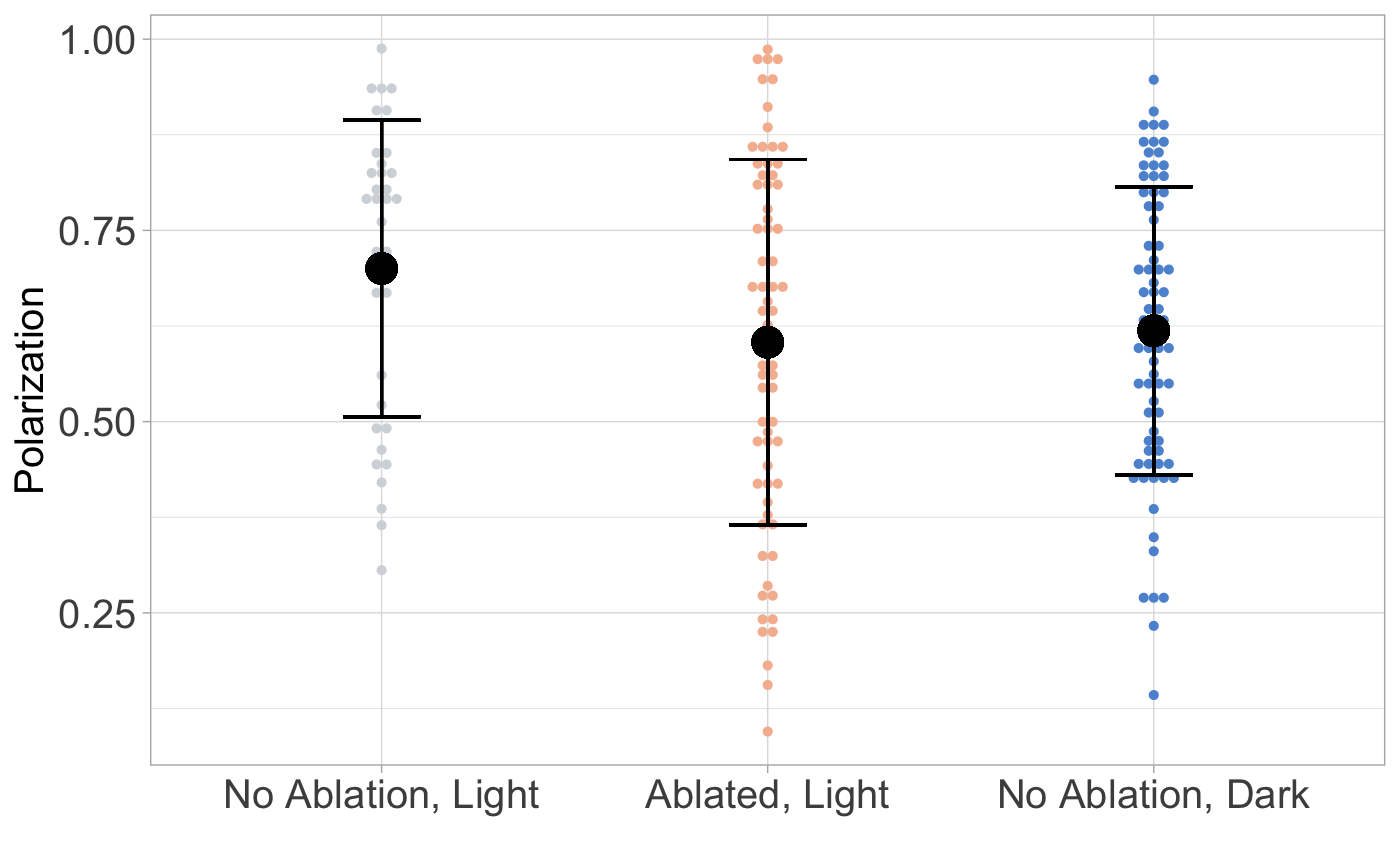 Polarization
1.00
0.75
0.50
0.25
No Ablation, Light
Ablated, Light
No Ablation, Dark